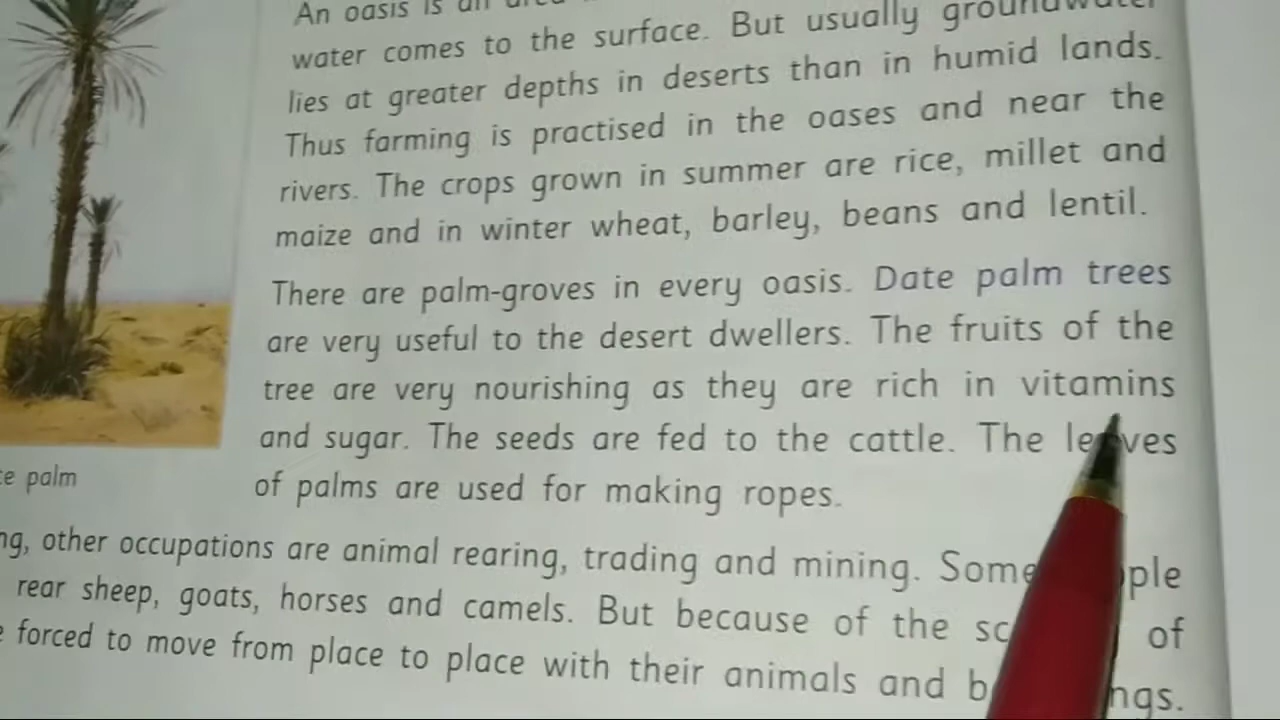 An oasis is an
water comes to the surface. But usually groundwater
lies at greater depths in deserts than in humid lands.
Thus farming is practised in the oases and near the
rivers. The crops grown in summer are rice, millet and
maize and in winter wheat, barley, beans and lentil.
There are palm-groves in every oasis. Date palm trees
are very useful to the desert dwellers. The fruits of the
tree are very nourishing as they are rich in vitamins
and sugar. The seeds are fed to the cattle. The leaves
of palms are used for making ropes.
palm
other occupations are animal rearing, trading and mining. Some
rear sheep, goats, horses and camels. But because of the of
forced to move from place to place with their animals and